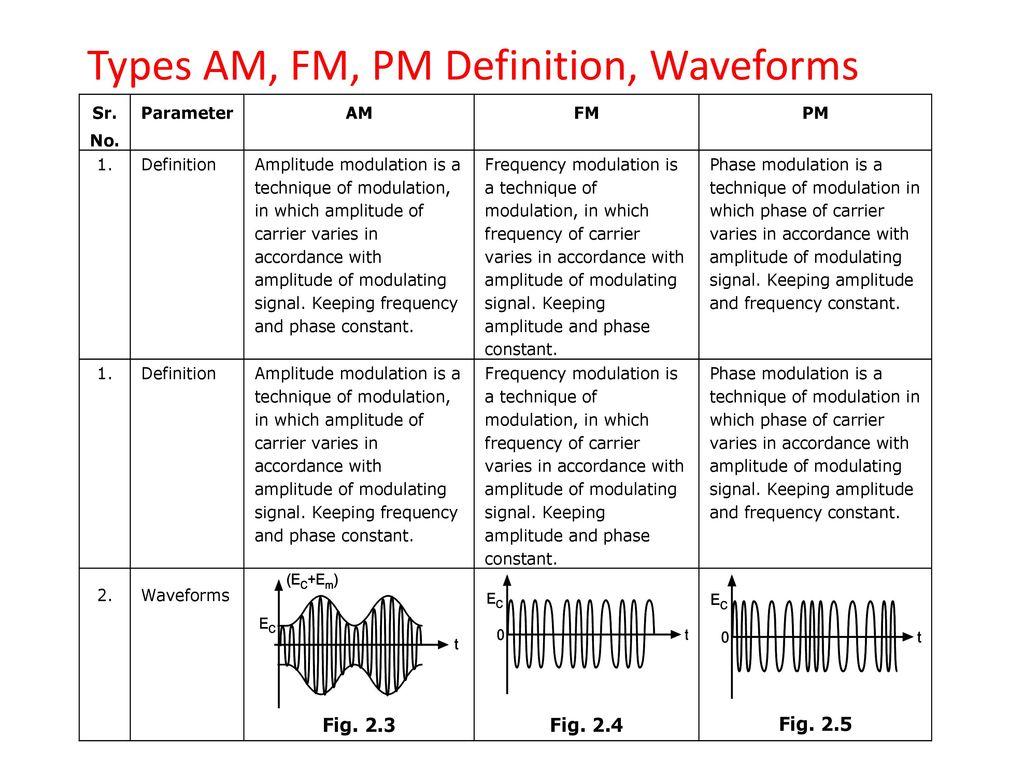 Types AM, FM, PM Definition, Waveforms
Sr. No.
Parameter
AM
FM
PM
1.
Definition
Amplitude modulation is a
technique of modulation,
in which amplitude of
carrier varies in
accordance with
amplitude of modulating
signal. Keeping frequency
and phase constant.
Frequency modulation is
a technique of
modulation, in which
frequency of carrier
varies in accordance with
amplitude of modulating
signal. Keeping
amplitude and phase
constant.
Phase modulation is a
technique of modulation in
which phase of carrier
varies in accordance with
amplitude of modulating
signal. Keeping amplitude
and frequency constant.
1.
Definition
Amplitude modulation is a
technique of modulation,
in which amplitude of
carrier varies in
accordance with
amplitude of modulating
signal. Keeping frequency
and phase constant.
Frequency modulation is
a technique of
modulation, in which
frequency of carrier
varies in accordance with
amplitude of modulating
signal. Keeping
amplitude and phase
constant.
Phase modulation is a
technique of modulation in
which phase of carrier
varies in accordance with
amplitude of modulating
signal. Keeping amplitude
and frequency constant.
2.
Waveforms
(EC+Em)
EC
t
Fig. 2.3
EC
0
t
Fig. 2.4
EC
0
t
Fig. 2.5